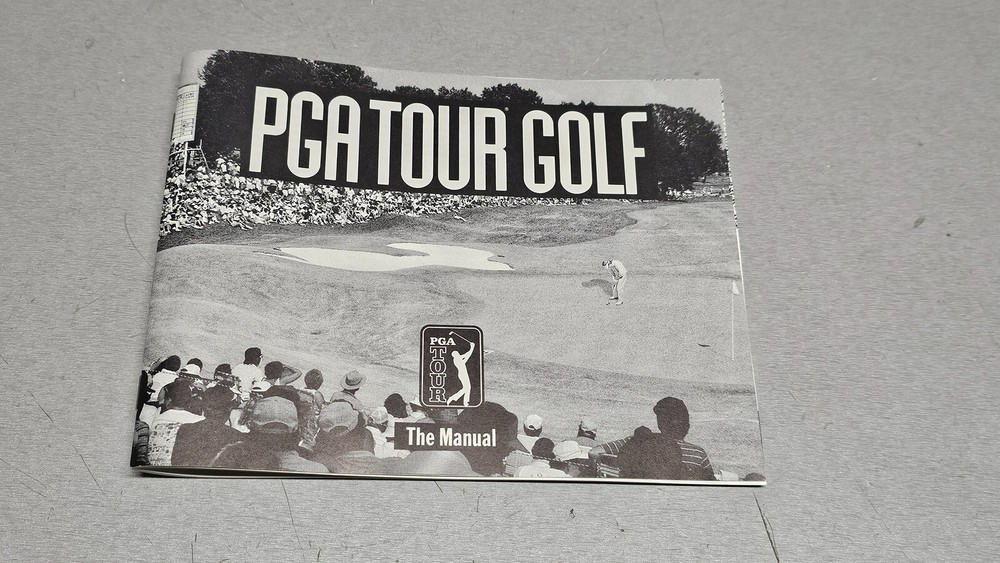 PGA TOUR GOLF
PGA
TOUR
The Manual